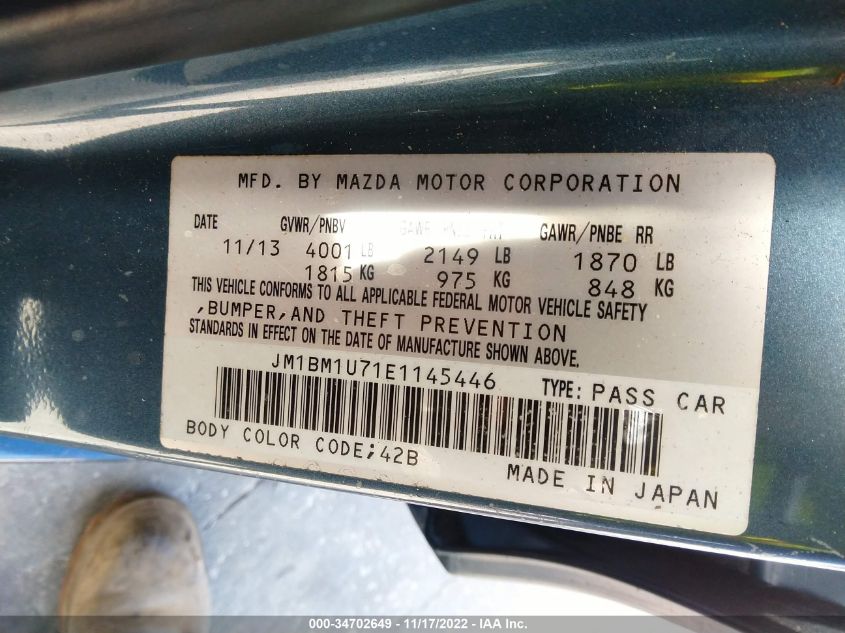 MFD. BY MAZDA MOTOR CORPORATION
DATE GVWR/PNBV GAWR/PNBE RR
11/13 4001 LB 2149 LB 1870 LB
1815 KG 975 KG 848 KG
THIS VEHICLE CONFORMS TO ALL APPLICABLE FEDERAL MOTOR VEHICLE SAFETY
,BUMPER,AND THEFT PREVENTION
STANDARDS IN EFFECT ON THE DATE OF MANUFACTURE SHOWN ABOVE.
JM1BM1U71E1145446 TYPE: PASS CAR
BODY COLOR CODE;42B
MADE IN JAPAN
000-34702649 - 11/17/2022 - IAA Inc.